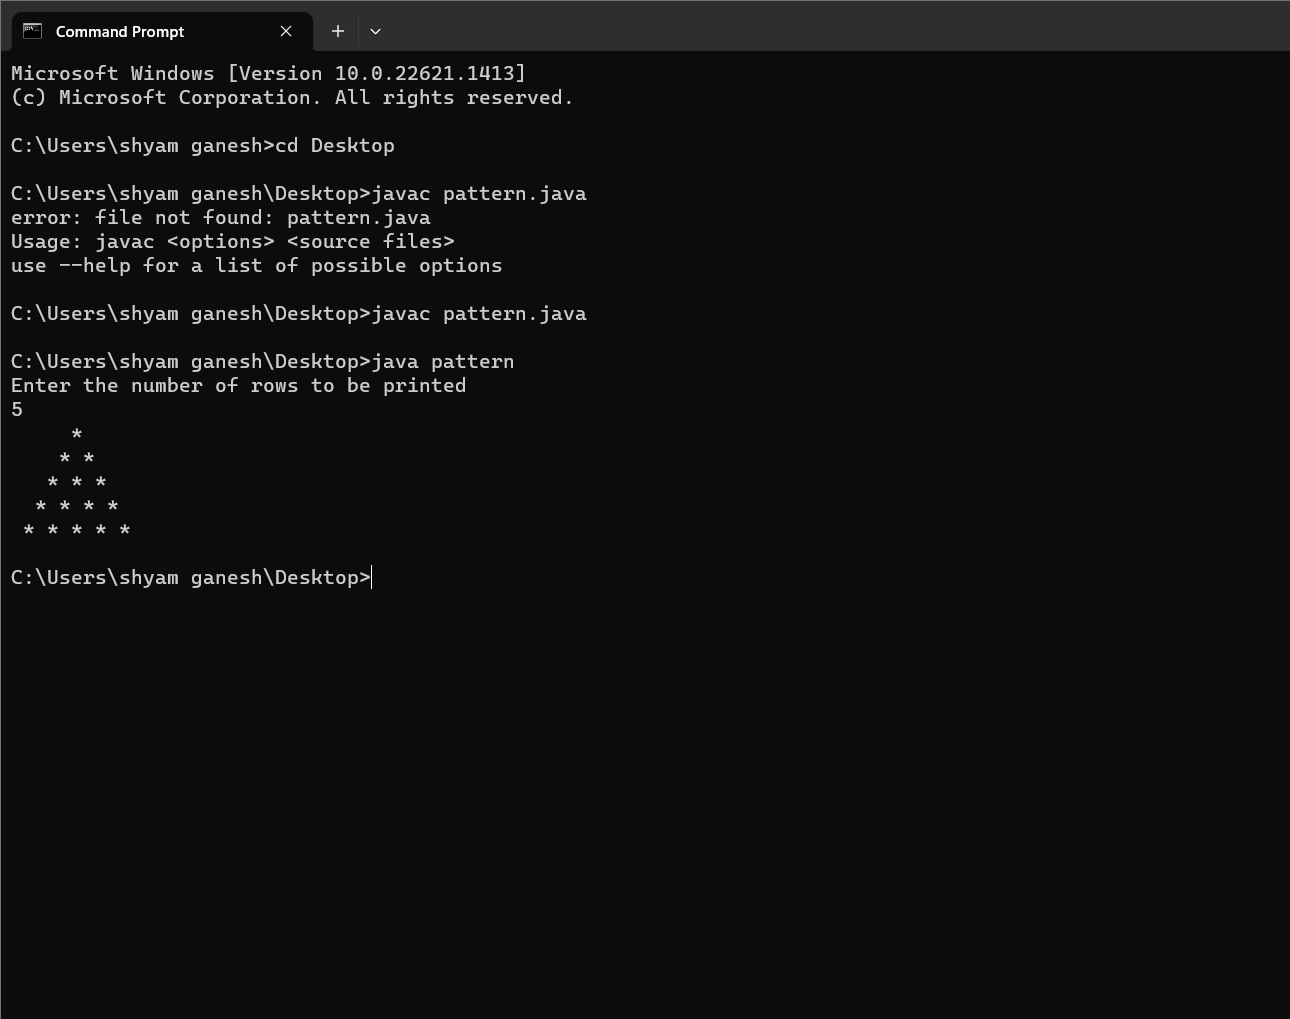 Command Prompt
Microsoft Windows [Version 10.0.22621.1413]
(c) Microsoft Corporation. All rights reserved.
C:\Users\shyam ganesh>cd Desktop
C:\Users\shyam ganesh\Desktop>javac pattern.java
error: file not found: pattern.java
Usage: javac <options> <source files>
use --help for a list of possible options
C:\Users\shyam ganesh\Desktop>javac pattern.java
C:\Users\shyam ganesh\Desktop>java pattern
Enter the number of rows to be printed
5
     *
    * *
   * * *
  * * * *
 * * * * *
C:\Users\shyam ganesh\Desktop>